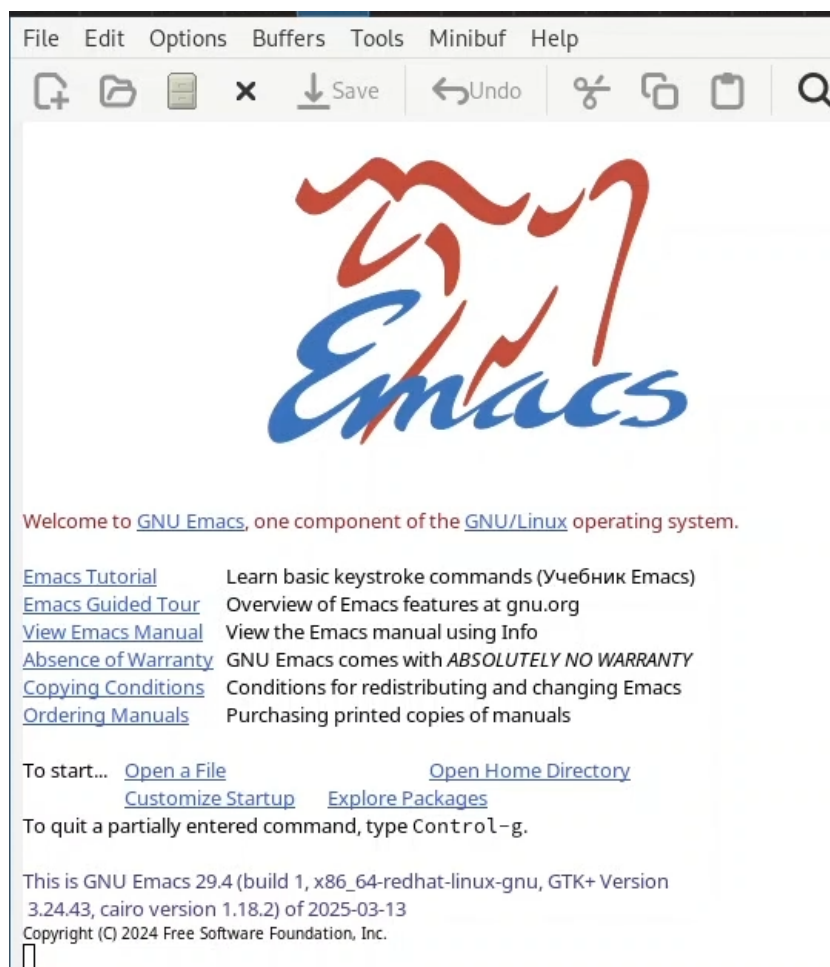 File Edit Options Buffers Tools Minibuf Help
Save Undo
Emacs
Welcome to GNU Emacs, one component of the GNU/Linux operating system.
Emacs Tutorial Learn basic keystroke commands (Учебник Emacs)
Emacs Guided Tour Overview of Emacs features at gnu.org
View Emacs Manual View the Emacs manual using Info
Absence of Warranty GNU Emacs comes with ABSOLUTELY NO WARRANTY
Copying Conditions Conditions for redistributing and changing Emacs
Ordering Manuals Purchasing printed copies of manuals
To start... Open a File Open Home Directory
Customize Startup Explore Packages
To quit a partially entered command, type Control-g.
This is GNU Emacs 29.4 (build 1, x86_64-redhat-linux-gnu, GTK+ Version
3.24.43, cairo version 1.18.2) of 2025-03-13
Copyright (C) 2024 Free Software Foundation, Inc.